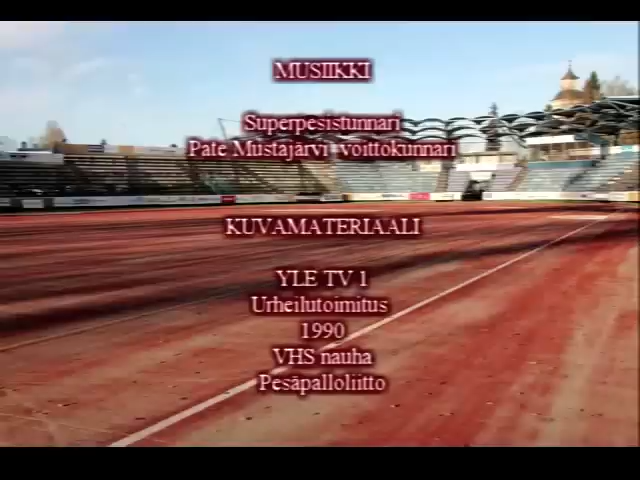 MUSIIKKI
Superpesistunnari
Pate Mustajärvi voittokunnari
KUVAMATERIAALI
YLE TV 1
Urheilutoimitus
1990
VHS nauha
Pesäpalloliitto